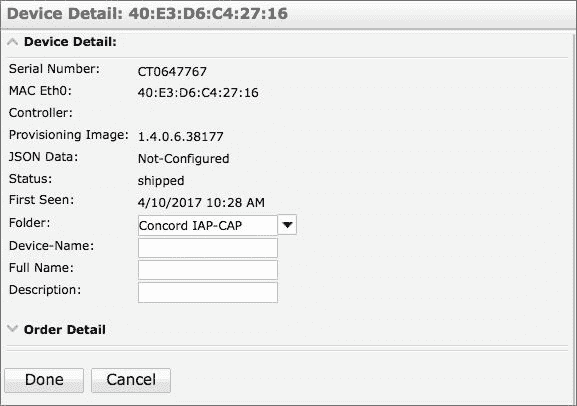 Device Detail: 40:E3:D6:C4:27:16
Device Detail:
Serial Number: CT0647767
MAC Eth0: 40:E3:D6:C4:27:16
Controller:
Provisioning Image: 1.4.0.6.38177
JSON Data: Not-Configured
Status: shipped
First Seen: 4/10/2017 10:28 AM
Folder: Concord IAP-CAP
Device-Name:
Full Name:
Description:
Order Detail
Done Cancel